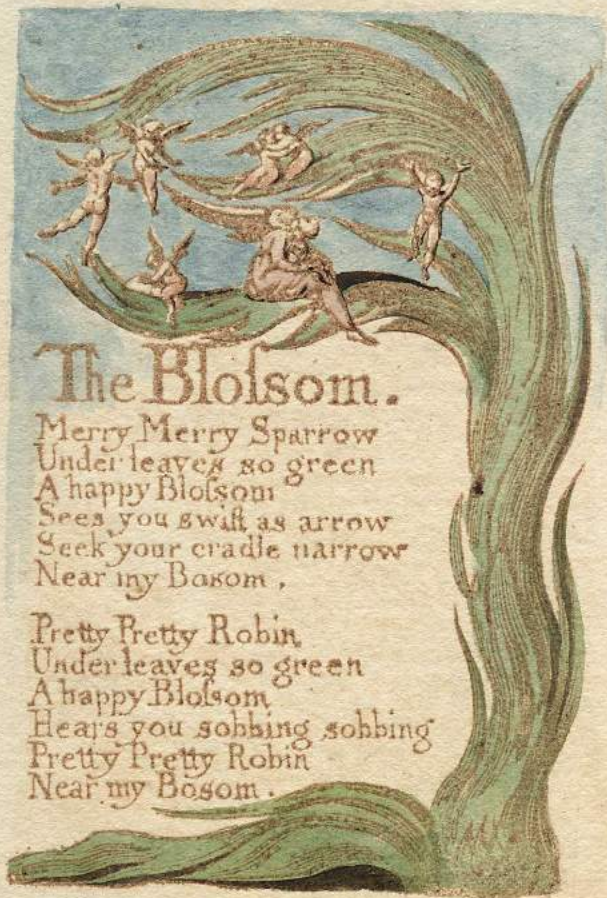 The Bloſsom.
Merry Merry Sparrow
Under leaves so green
A happy Bloſsom
Sees you swift as arrow
Seek your cradle narrow
Near my Bosom.
Pretty Pretty Robin
Under leaves so green
A happy Bloſsom
Hears you sobbing sobbing
Pretty Pretty Robin
Near my Bosom.